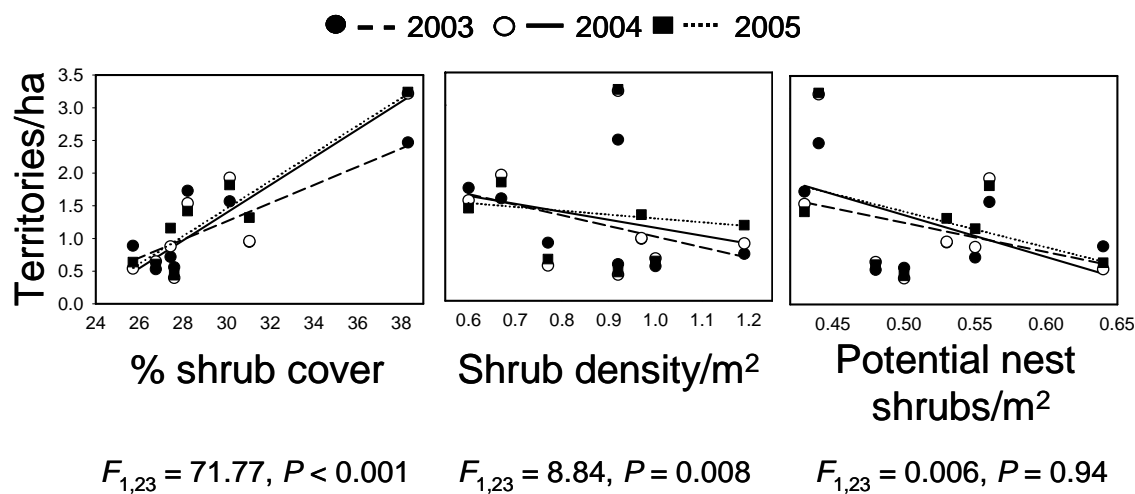 2003 2004 2005
Territories/ha
3.5
3.0
2.5
2.0
1.5
1.0
0.5
0.0
24 26 28 30 32 34 36 38
0.6 0.7 0.8 0.9 1.0 1.1 1.2
0.45 0.50 0.55 0.60 0.65
% shrub cover
Shrub density/m²
Potential nest
shrubs/m²
F1,23 = 71.77, P < 0.001
F1,23 = 8.84, P = 0.008
F1,23 = 0.006, P = 0.94